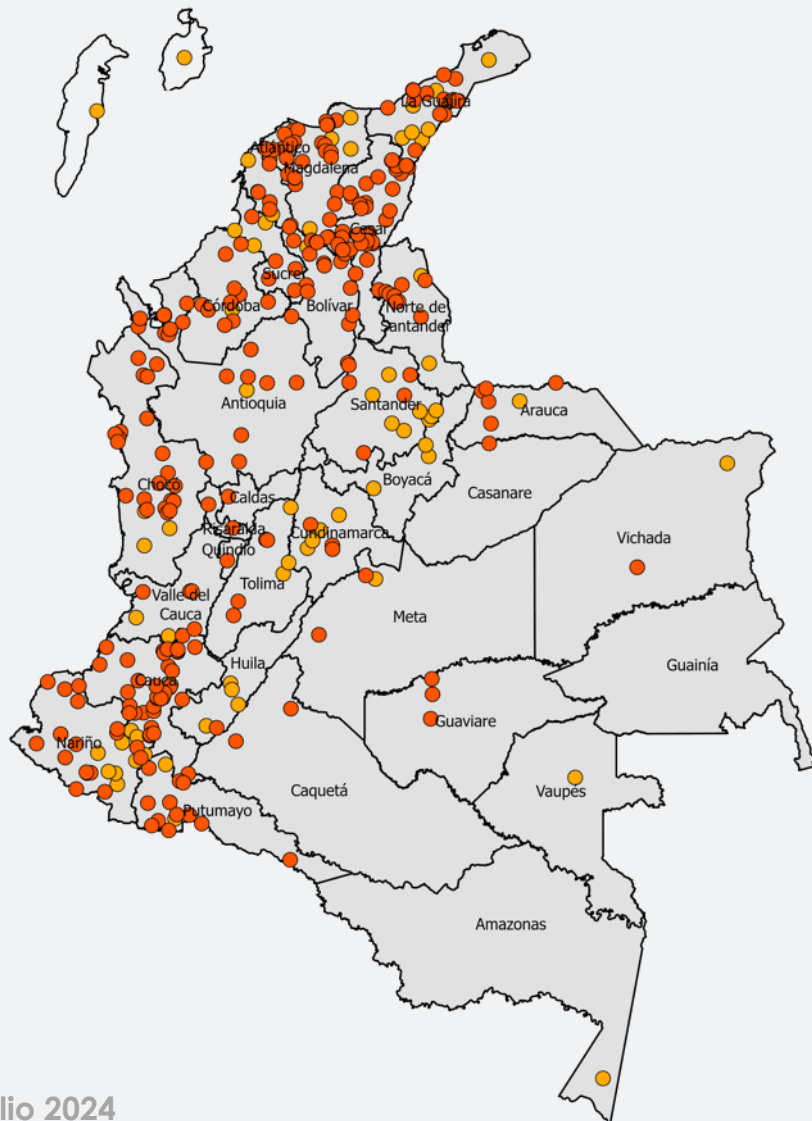 La Guajira
Atlántico
Magdalena
Cesar
Sucre
Córdoba
Bolívar
Norte de
Santander
Antioquia
Santander
Arauca
Boyacá
Chocó
Caldas
Casanare
Risaralda
Cundinamarca
Quindío
Vichada
Tolima
Valle del
Cauca
Meta
Huila
Guainía
Cauca
Guaviare
Nariño
Caquetá
Vaupés
Putumayo
Amazonas
lio 2024